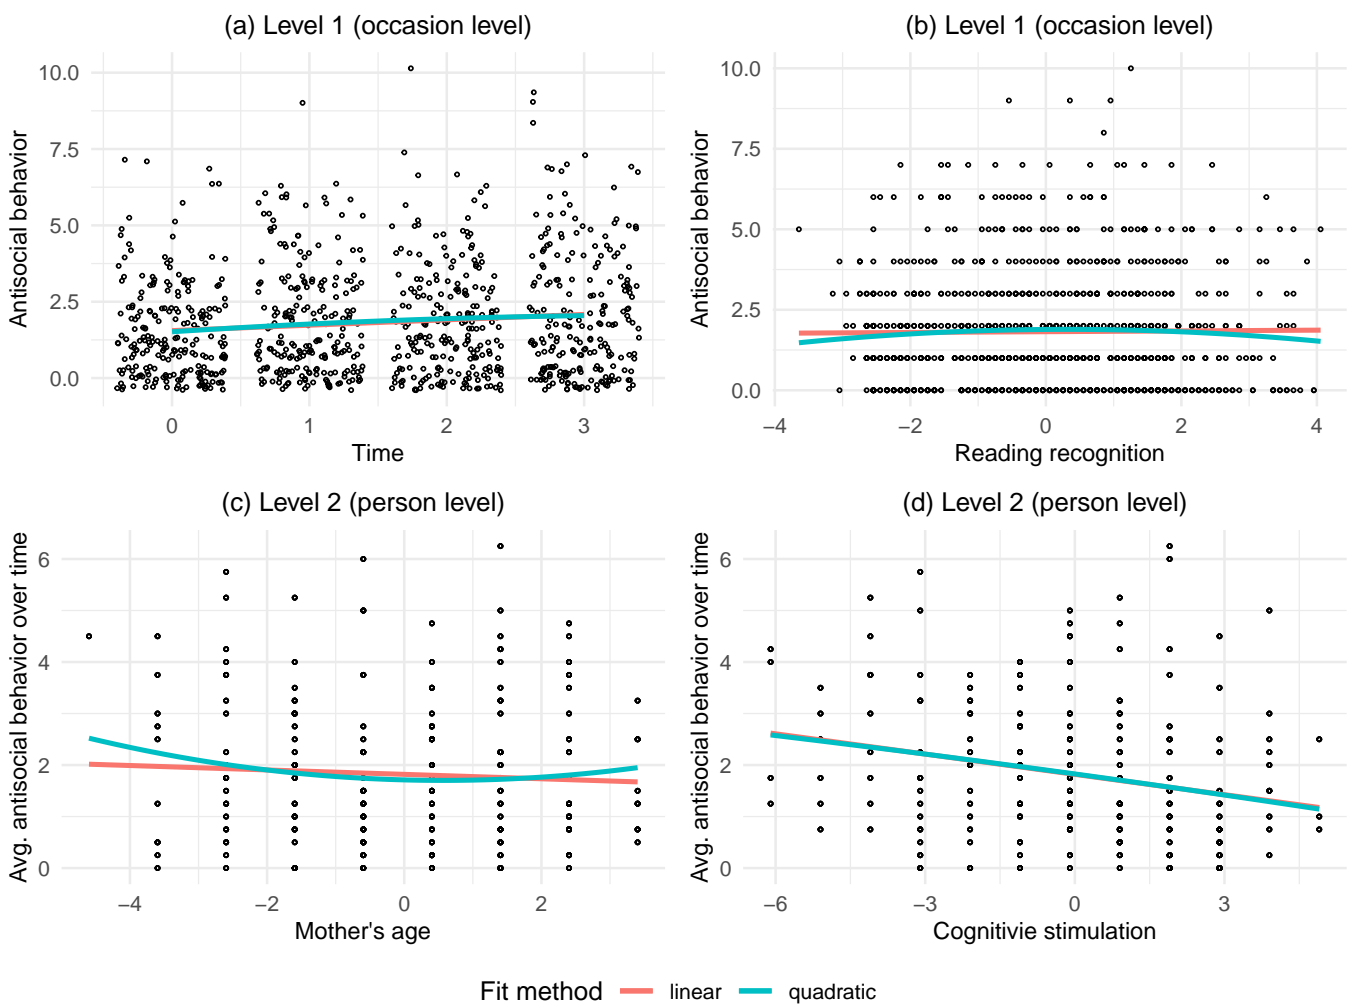 (a) Level 1 (occasion level)
10.0
7.5
5.0
2.5
0.0
Antisocial behavior
0 1 2 3
Time
(b) Level 1 (occasion level)
10.0
7.5
5.0
2.5
0.0
Antisocial behavior
−4 −2 0 2 4
Reading recognition
(c) Level 2 (person level)
6
4
2
0
Avg. antisocial behavior over time
−4 −2 0 2
Mother's age
(d) Level 2 (person level)
6
4
2
0
Avg. antisocial behavior over time
−6 −3 0 3
Cognitivie stimulation
Fit method linear quadratic